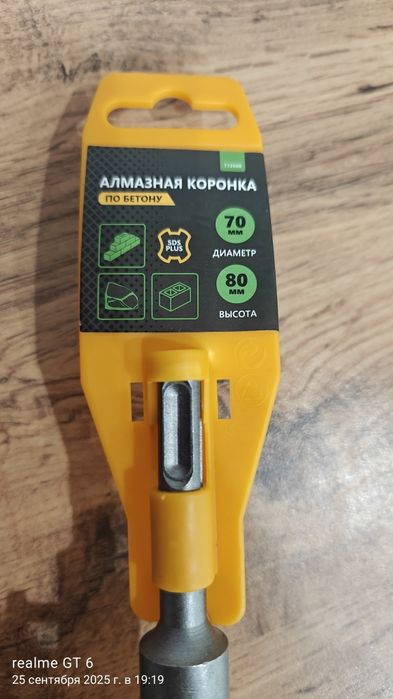 АЛМАЗНАЯ КОРОНКА
ПО БЕТОНУ
SDS
PLUS
70
ММ
ДИАМЕТР
80
ММ
ВЫСОТА
realme GT 6
25 сентября 2025 г. в 19:19